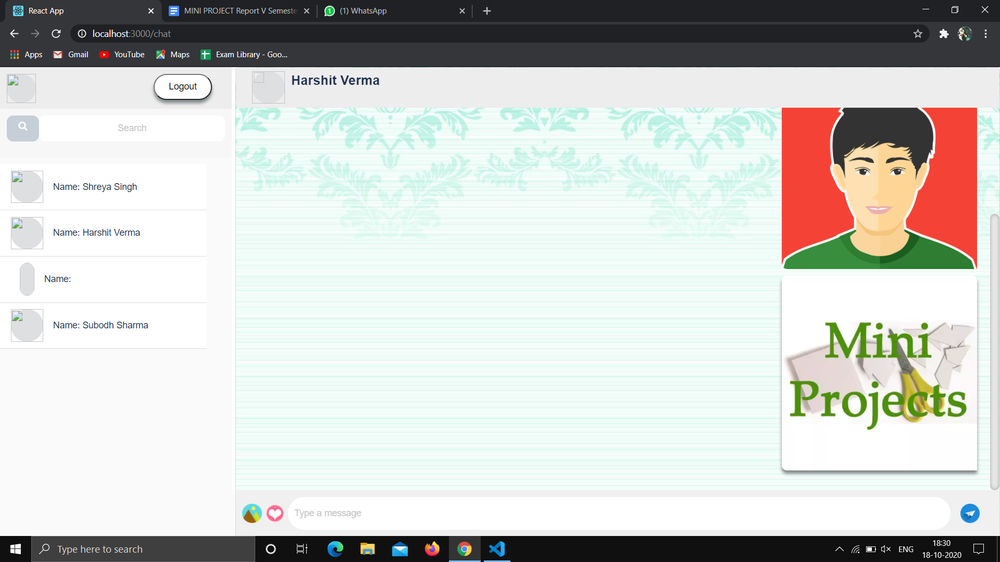 React App
MINI PROJECT Report V Semeste
(1) WhatsApp
localhost:3000/chat
Apps
Gmail
YouTube
Maps
Exam Library - Goo...
Logout
Harshit Verma
Search
Name: Shreya Singh
Name: Harshit Verma
Name:
Name: Subodh Sharma
Mini
Projects
Type a message
Type here to search
ENG
18:30
18-10-2020